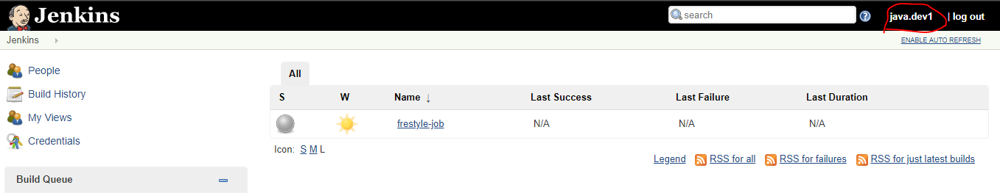 Jenkins search java.dev1 | log out
Jenkins ENABLE AUTO REFRESH
People
Build History
My Views
Credentials
Build Queue
All
S W Name ↓ Last Success Last Failure Last Duration
frestyle-job N/A N/A N/A
Icon: S M L
Legend RSS for all RSS for failures RSS for just latest builds